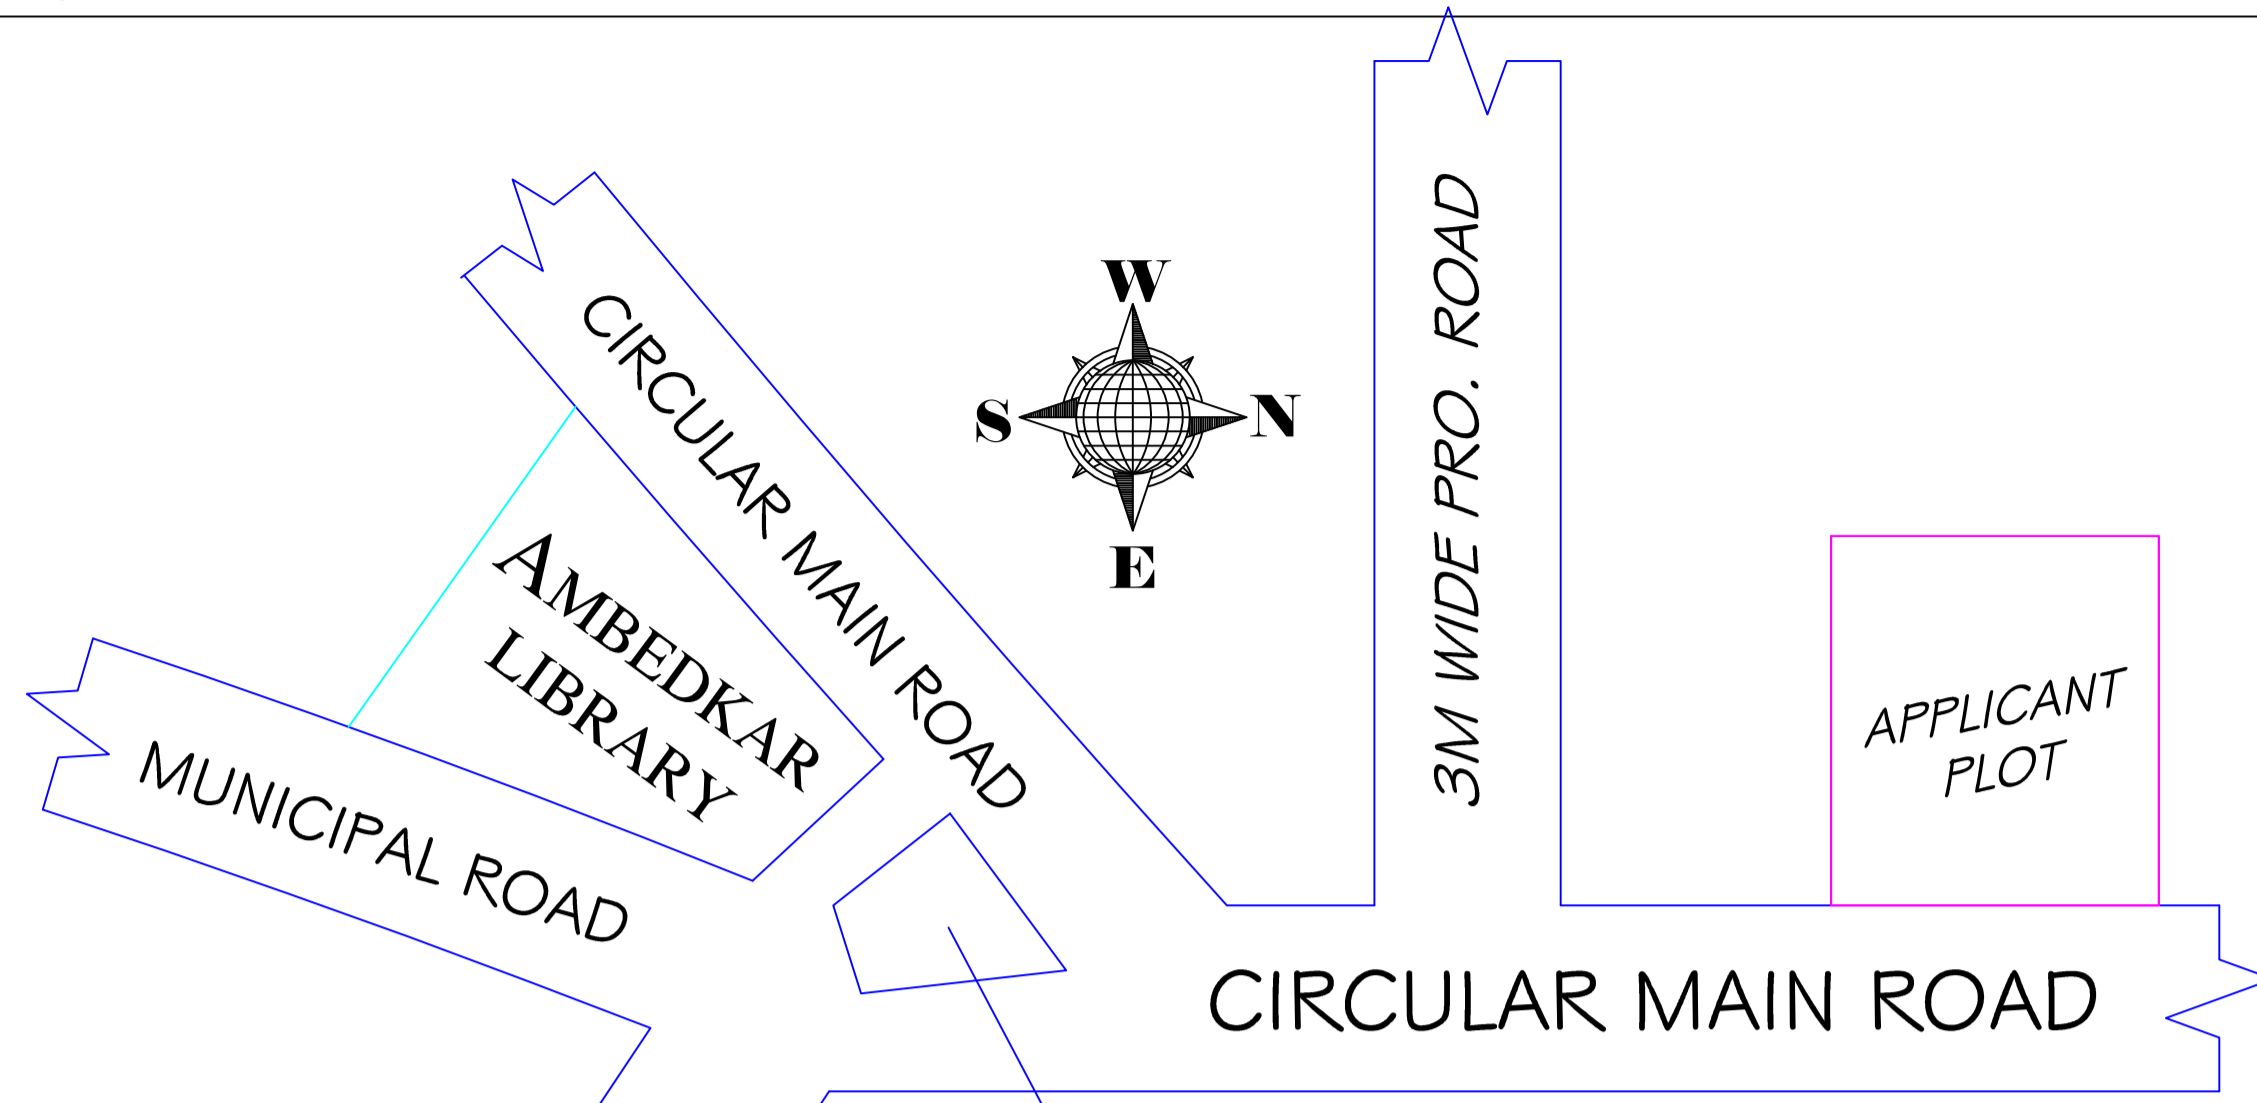 W
S
N
E
CIRCULAR MAIN ROAD
3M WIDE PRO. ROAD
AMBEDKAR
LIBRARY
APPLICANT
PLOT
MUNICIPAL ROAD
CIRCULAR MAIN ROAD